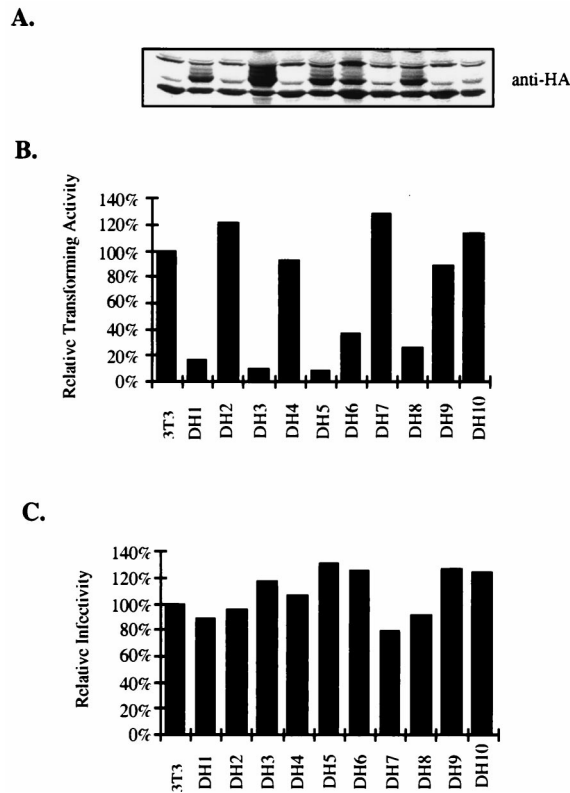 A.
anti-HA
B.
Relative Transforming Activity
140%
120%
100%
80%
60%
40%
20%
0%
3T3
DH1
DH2
DH3
DH4
DH5
DH6
DH7
DH8
DH9
DH10
C.
Relative Infectivity
140%
120%
100%
80%
60%
40%
20%
0%
3T3
DH1
DH2
DH3
DH4
DH5
DH6
DH7
DH8
DH9
DH10